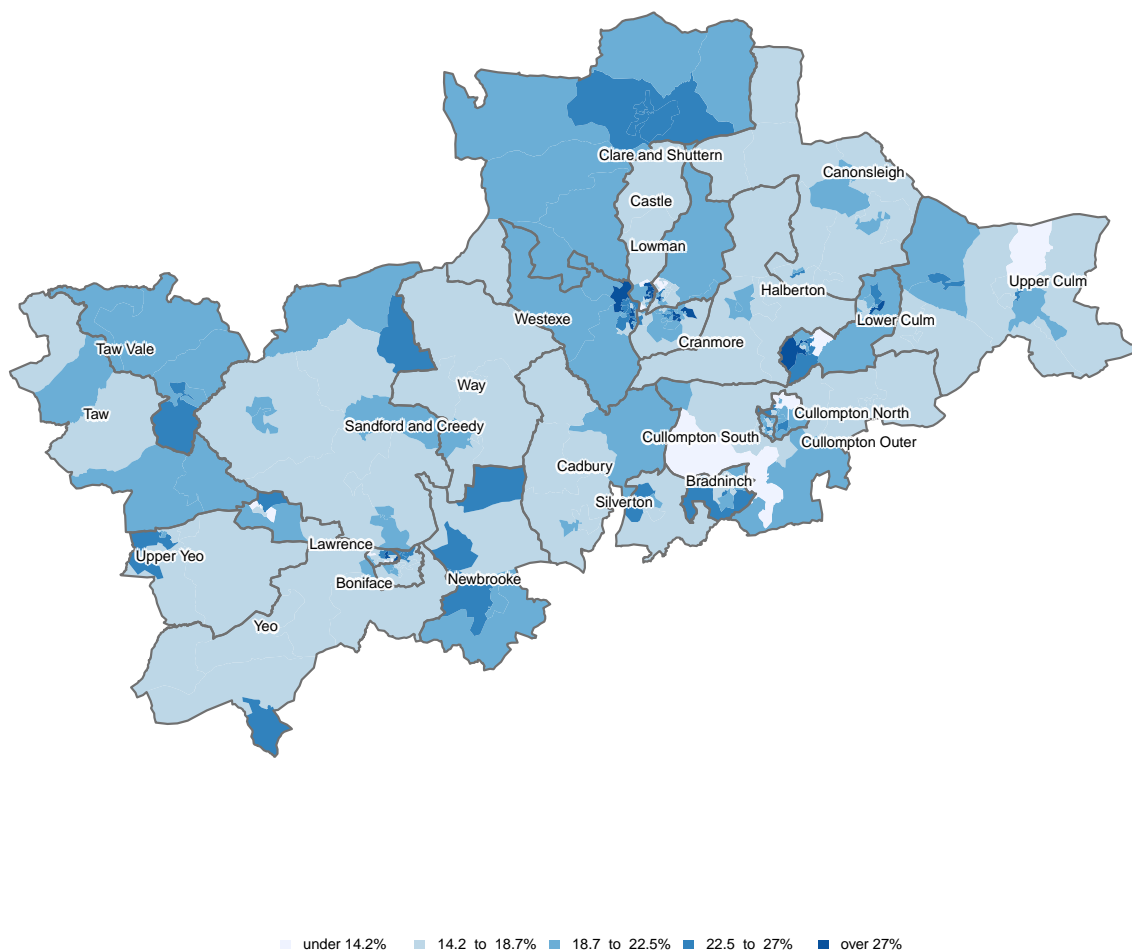 Clare and Shuttern
Canonsleigh
Castle
Lowman
Upper Culm
Halberton
Westexe
Lower Culm
Cranmore
Taw Vale
Way
Taw
Cullompton North
Sandford and Creedy
Cullompton South
Cullompton Outer
Cadbury
Bradninch
Silverton
Lawrence
Upper Yeo
Newbrooke
Boniface
Yeo
under 14.2% 14.2 to 18.7% 18.7 to 22.5% 22.5 to 27% over 27%